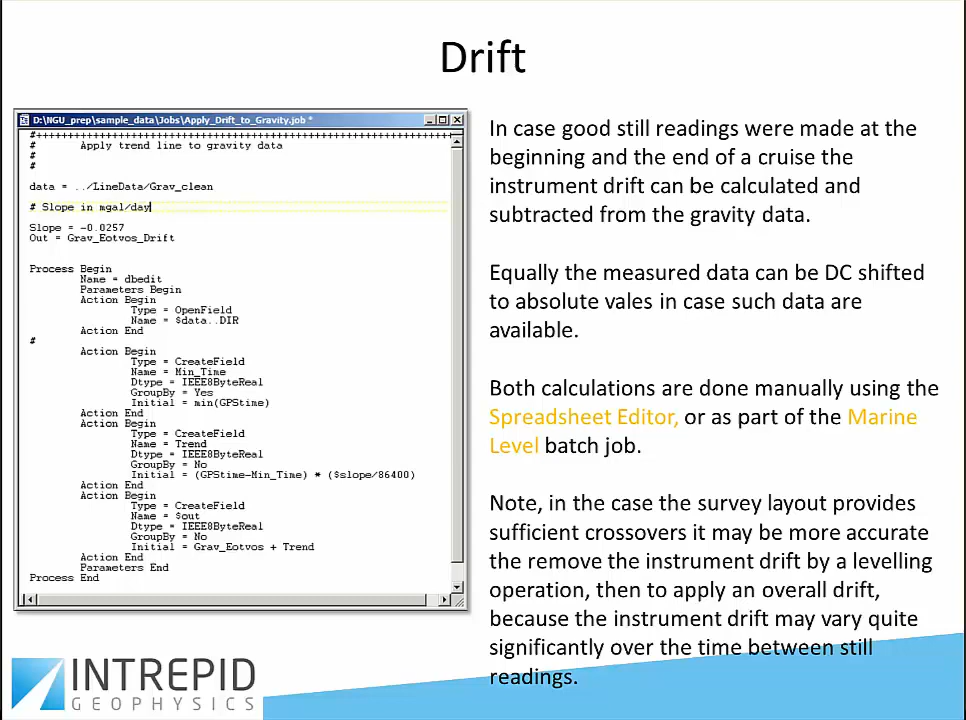 Drift
D:\NGU_prep\sample_data\Jobs\Apply_Drift_to_Gravity.job *
#+++++++++++++++++++++++++++++++++++++++++++++++++++++++++++++++++
# Apply trend line to gravity data
#
#
data = ../LineData/Grav_clean
# Slope in mgal/day
Slope = -0.0257
Out = Grav_Eotvos_Drift
Process Begin
Name = dbedit
Parameters Begin
Action Begin
Type = OpenField
Name = $data..DIR
Action End
#
Action Begin
Type = CreateField
Name = Min_Time
Dtype = IEEE8ByteReal
GroupBy = Yes
Initial = min(GPStime)
Action End
Action Begin
Type = CreateField
Name = Trend
Dtype = IEEE8ByteReal
GroupBy = No
Initial = (GPStime-Min_Time) * ($slope/86400)
Action End
Action Begin
Type = CreateField
Name = $out
Dtype = IEEE8ByteReal
GroupBy = No
Initial = Grav_Eotvos + Trend
Action End
Parameters End
Process End
In case good still readings were made at the
beginning and the end of a cruise the
instrument drift can be calculated and
subtracted from the gravity data.
Equally the measured data can be DC shifted
to absolute vales in case such data are
available.
Both calculations are done manually using the
Spreadsheet Editor, or as part of the Marine
Level batch job.
Note, in the case the survey layout provides
sufficient crossovers it may be more accurate
the remove the instrument drift by a levelling
operation, then to apply an overall drift,
because the instrument drift may vary quite
significantly over the time between still
readings.
INTREPID
GEOPHYSICS